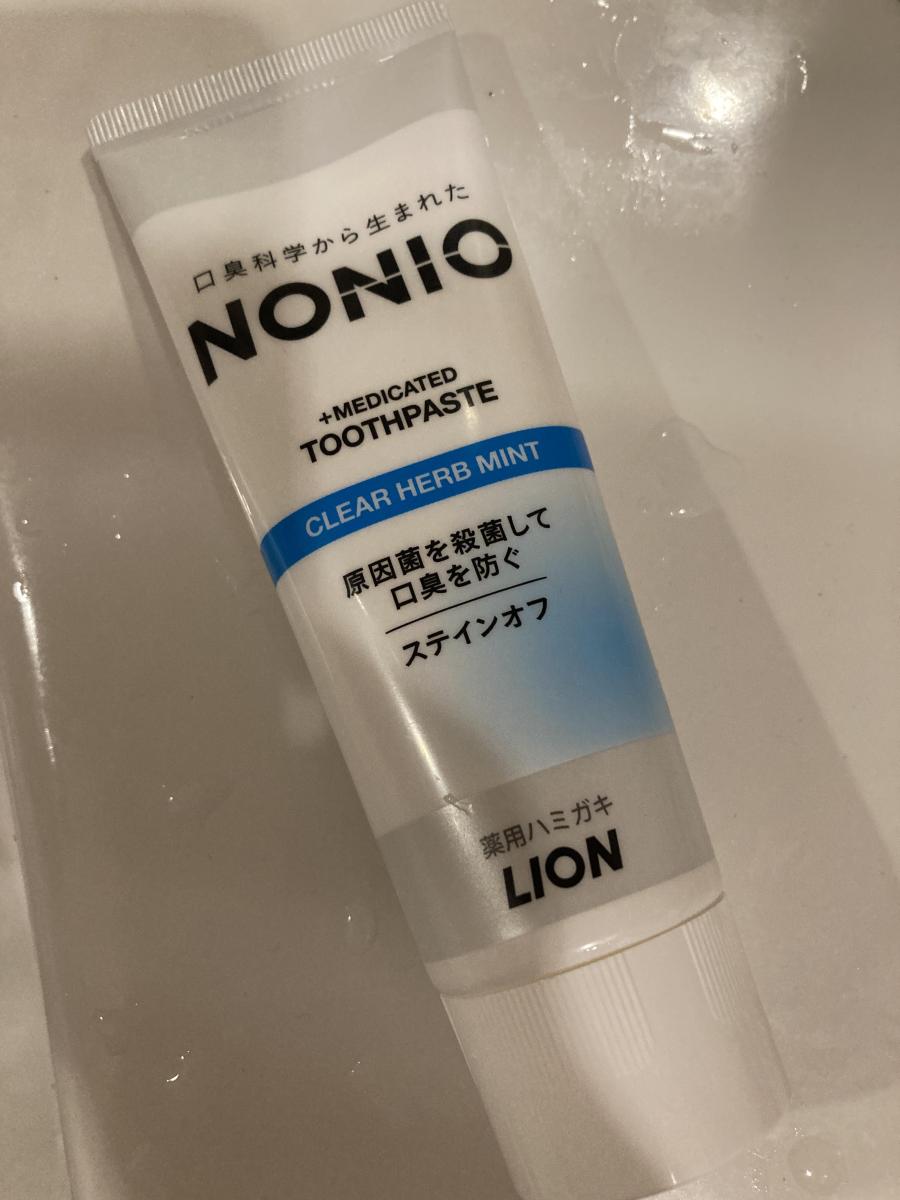 口臭科学から生まれた
NONIO
+MEDICATED
TOOTHPASTE
CLEAR HERB MINT
原因菌を殺菌して
口臭を防ぐ
ステインオフ
薬用ハミガキ
LION